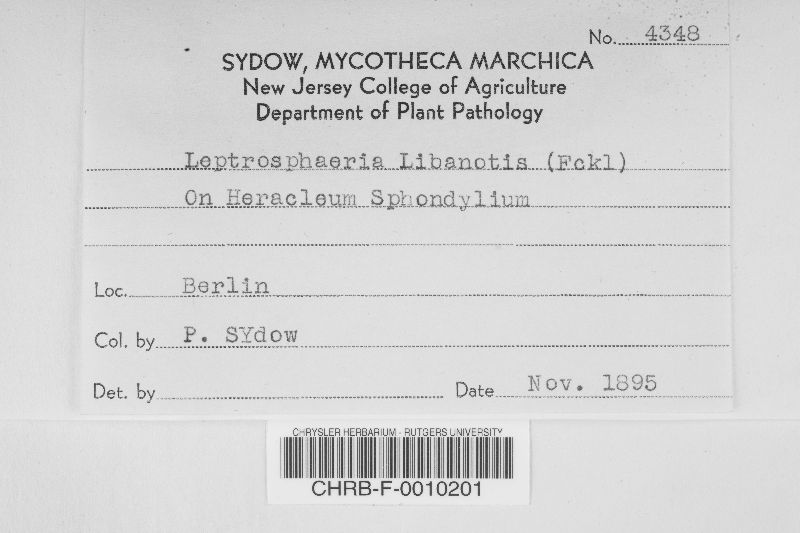 No. 4348
SYDOW, MYCOTHECA MARCHICA
New Jersey College of Agriculture
Department of Plant Pathology
Leptrosphaeria Libanotis (Fckl)
On Heracleum Sphondylium
Loc. Berlin
Col. by P. SYdow
Det. by Date Nov. 1895
CHRYSLER HERBARIUM - RUTGERS UNIVERSITY
CHRB-F-0010201